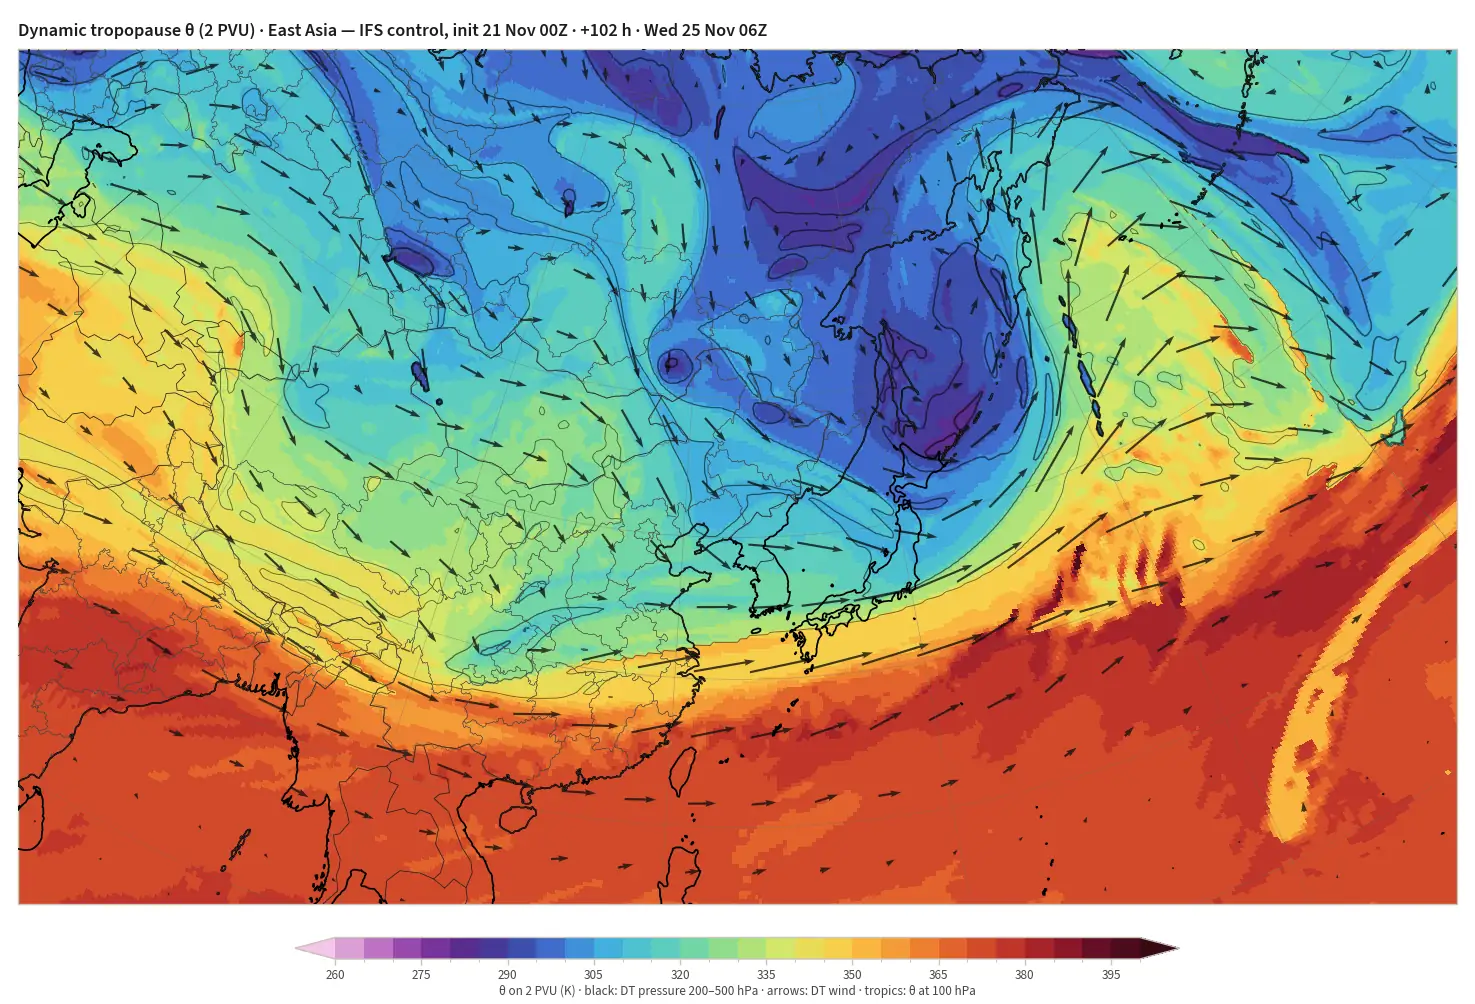 Dynamic tropopause θ (2 PVU) · East Asia — IFS control, init 21 Nov 00Z · +102 h · Wed 25 Nov 06Z
260 275 290 305 320 335 350 365 380 395
θ on 2 PVU (K) · black: DT pressure 200–500 hPa · arrows: DT wind · tropics: θ at 100 hPa